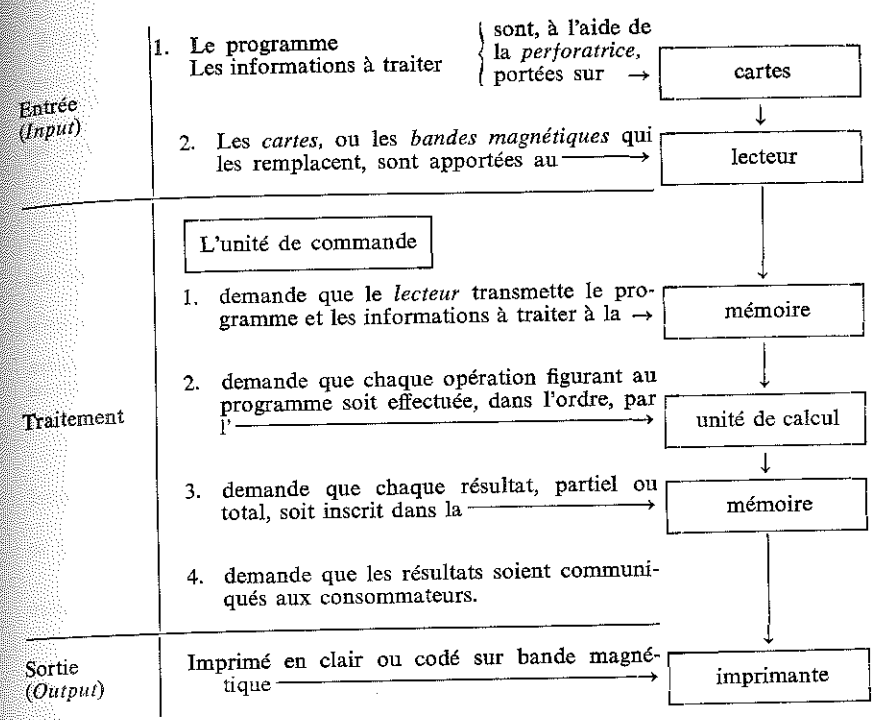 1. Le programme
Les informations à traiter
sont, à l'aide de
la perforatrice,
portées sur →
cartes
Entrée
(Input)
2. Les cartes, ou les bandes magnétiques qui
les remplacent, sont apportées au →
lecteur
L'unité de commande
Traitement
1. demande que le lecteur transmette le pro-
gramme et les informations à traiter à la →
mémoire
2. demande que chaque opération figurant au
programme soit effectuée, dans l'ordre, par
l' →
unité de calcul
3. demande que chaque résultat, partiel ou
total, soit inscrit dans la →
mémoire
4. demande que les résultats soient communi-
qués aux consommateurs.
Sortie
(Output)
Imprimé en clair ou codé sur bande magné-
tique →
imprimante